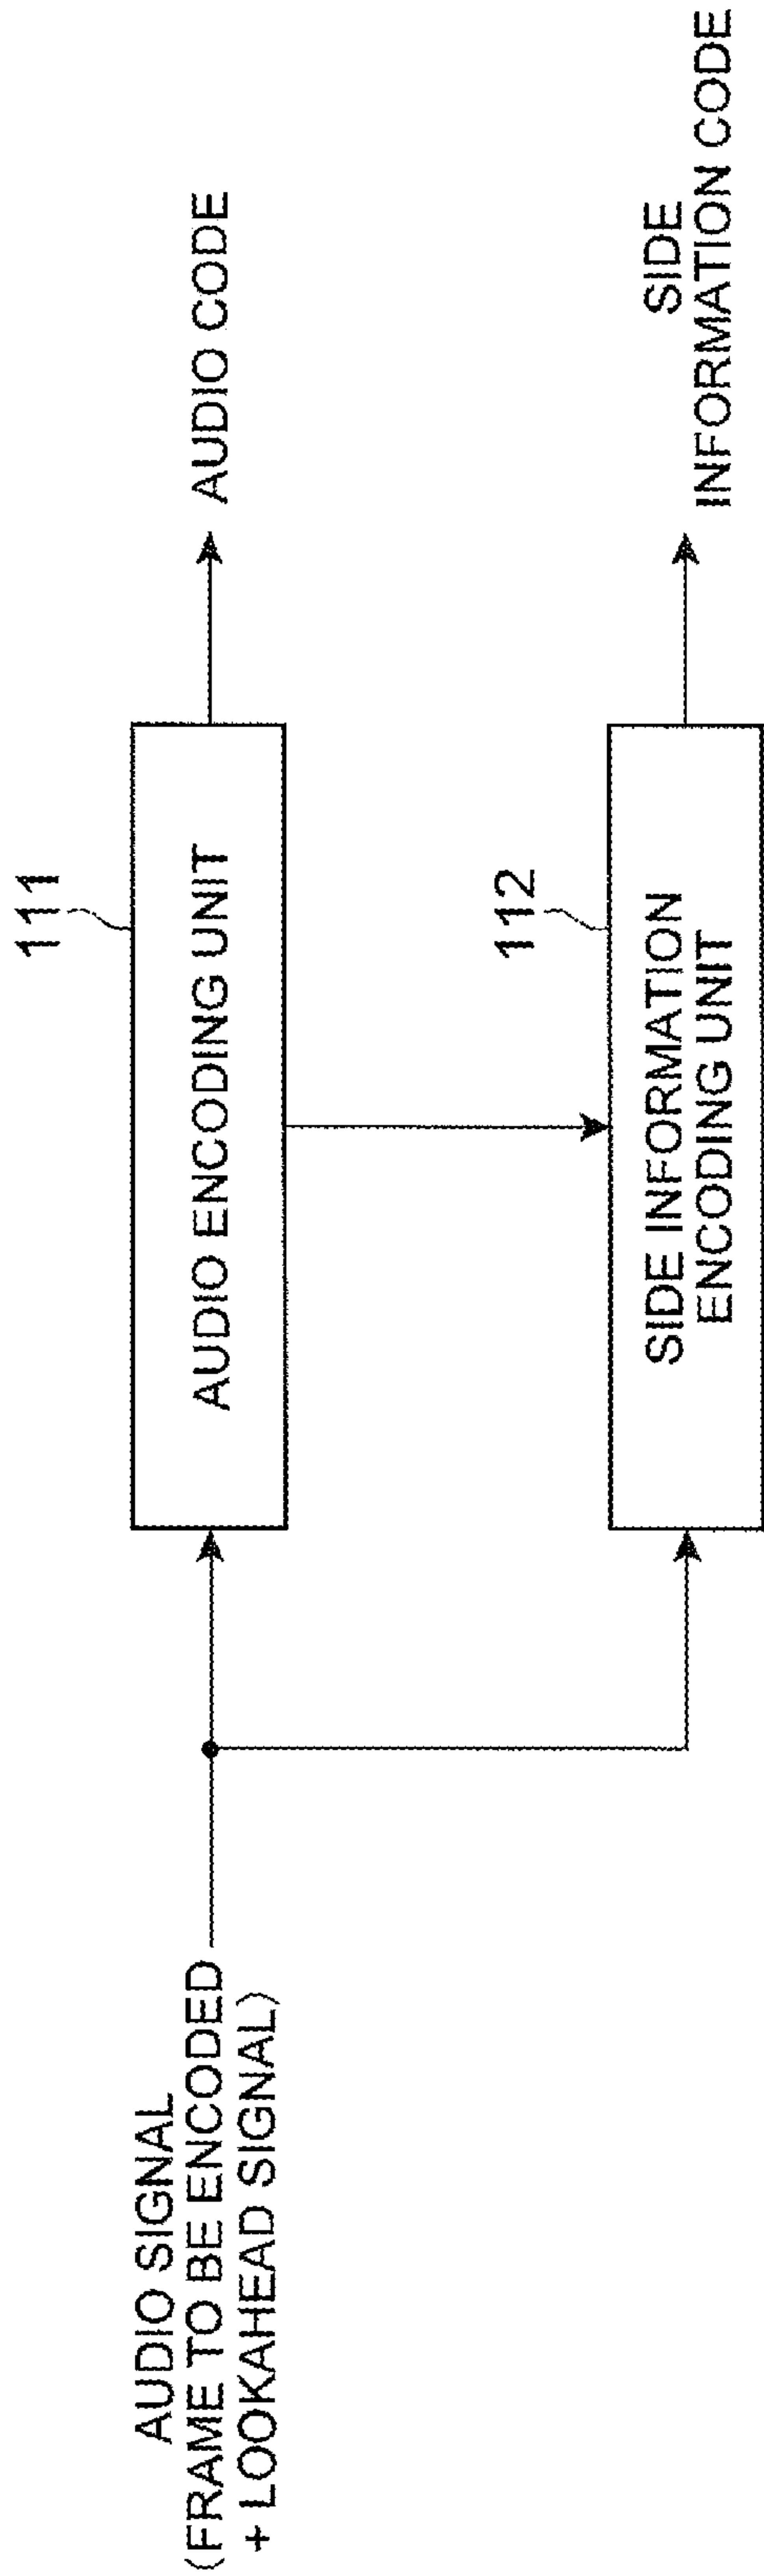 AUDIO SIGNAL
(FRAME TO BE ENCODED
+ LOOKAHEAD SIGNAL)
111
AUDIO ENCODING UNIT
AUDIO CODE
112
SIDE INFORMATION
ENCODING UNIT
SIDE
INFORMATION CODE